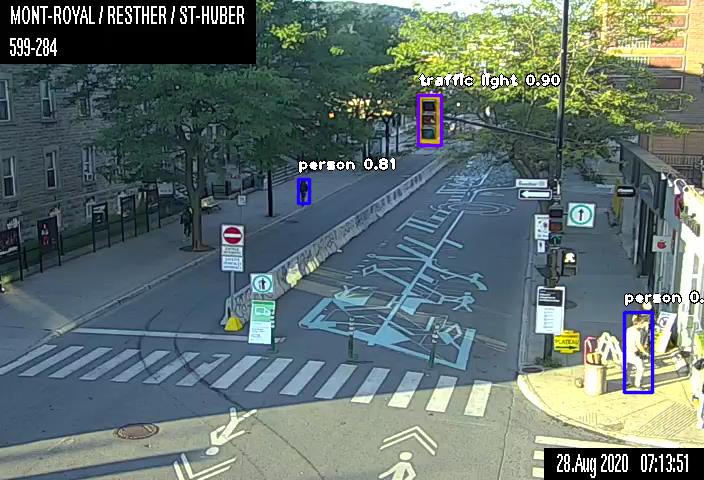 MONT-ROYAL / RESTHER / ST-HUBER
599-284
traffic light 0.90
person 0.81
person 0.
PLATEAU
28.Aug 2020 07:13:51